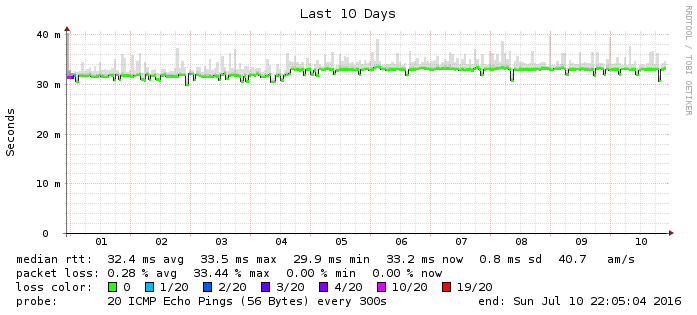 Last 10 Days
RRDTOOL / TOBI OETIKER
Seconds
40 m
30 m
20 m
10 m
0
01 02 03 04 05 06 07 08 09 10
median rtt: 32.4 ms avg 33.5 ms max 29.9 ms min 33.2 ms now 0.8 ms sd 40.7 am/s
packet loss: 0.28 % avg 33.44 % max 0.00 % min 0.00 % now
loss color: 0 1/20 2/20 3/20 4/20 10/20 19/20
probe: 20 ICMP Echo Pings (56 Bytes) every 300s end: Sun Jul 10 22:05:04 2016